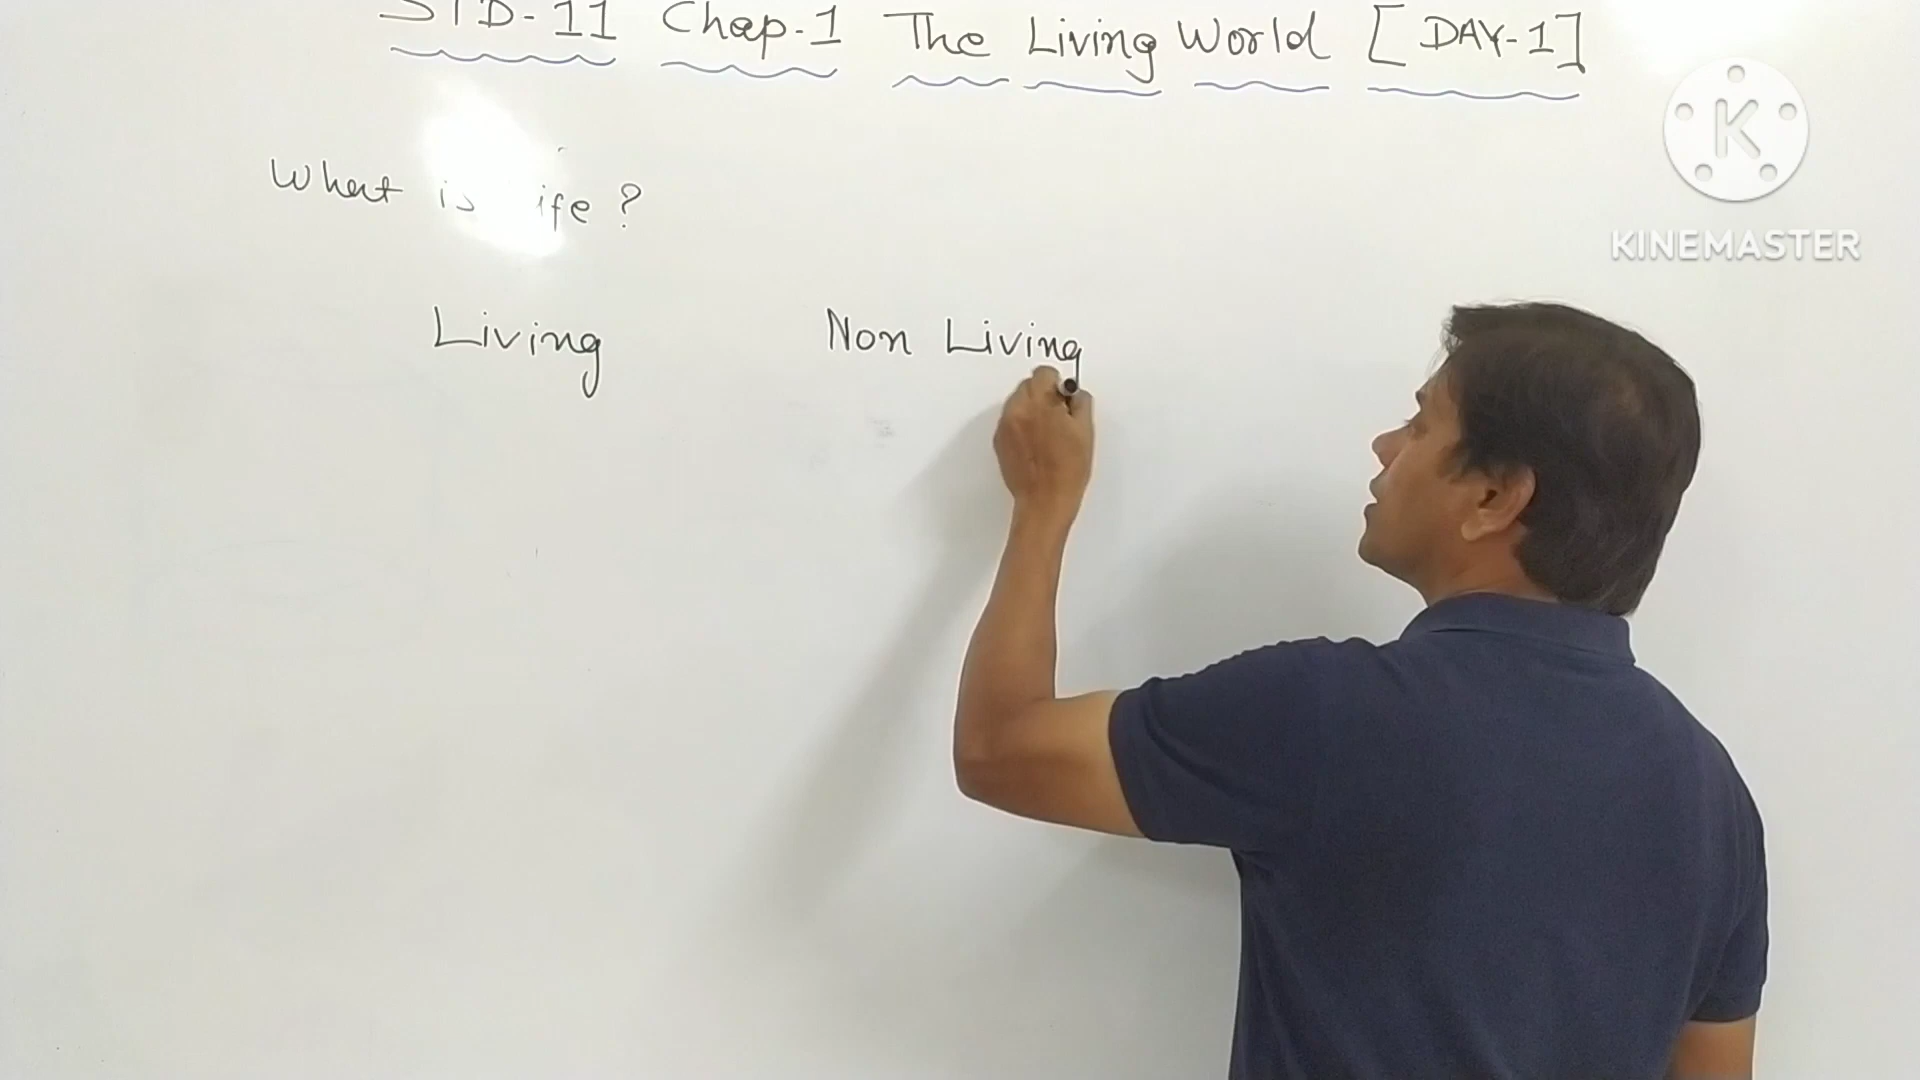 STD-11 Chap-1 The Living World [DAY-1]
What is ife?
Living Non Living
K
KINEMASTER